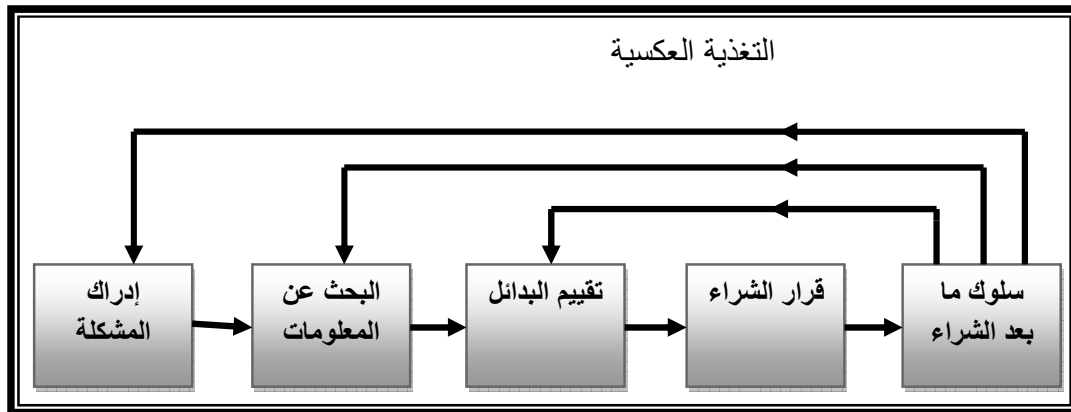 التغذية العكسية
إدراك
المشكلة
البحث عن
المعلومات
تقييم البدائل
قرار الشراء
سلوك ما
بعد الشراء